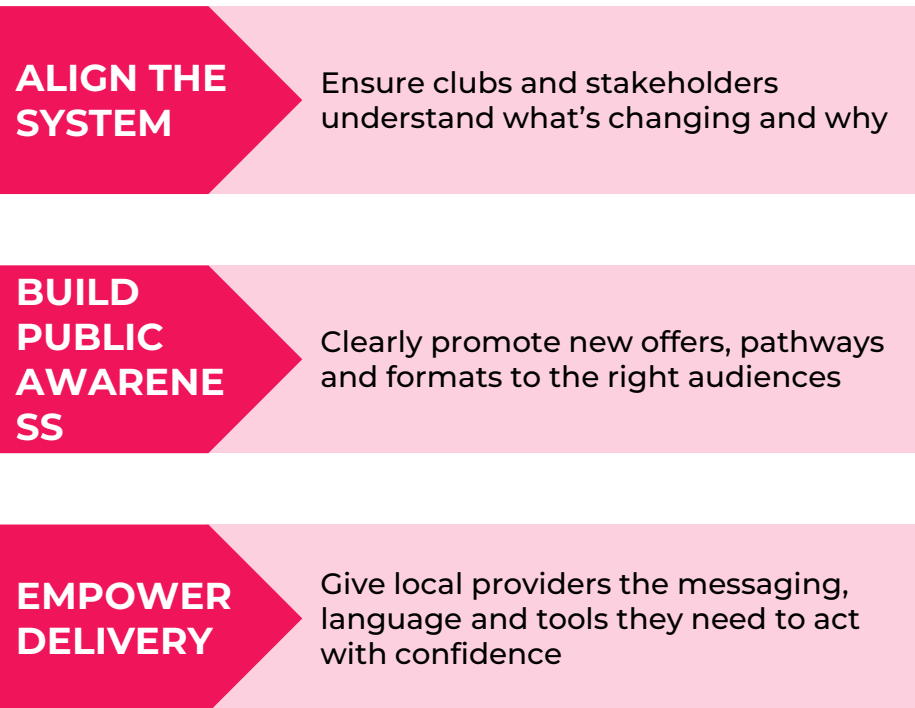 ALIGN THE
SYSTEM
Ensure clubs and stakeholders
understand what’s changing and why
BUILD
PUBLIC
AWARENE
SS
Clearly promote new offers, pathways
and formats to the right audiences
EMPOWER
DELIVERY
Give local providers the messaging,
language and tools they need to act
with confidence